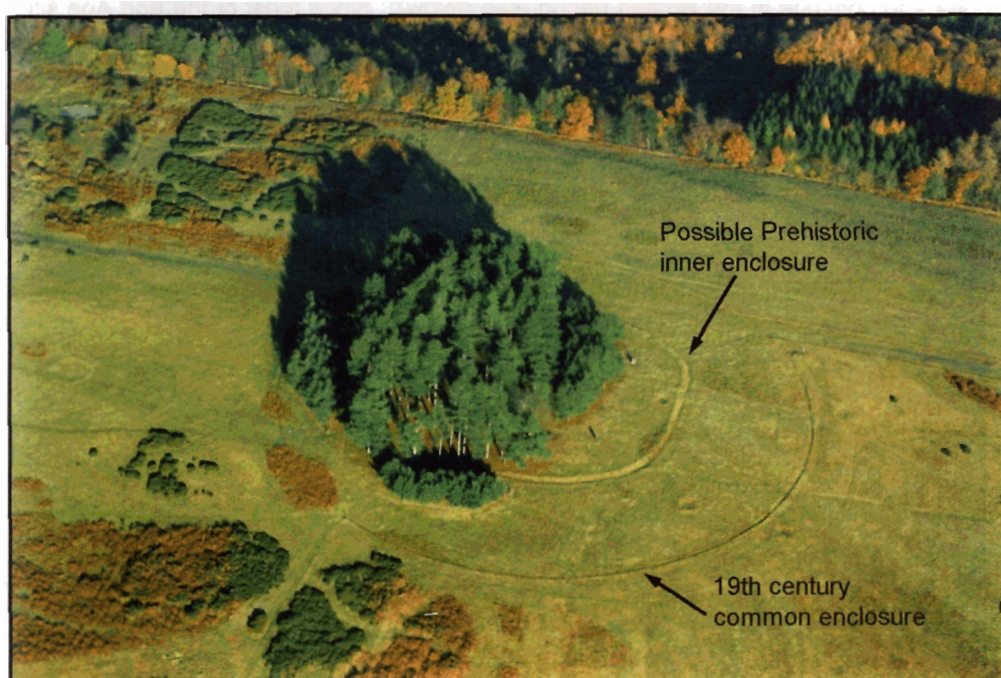 Possible Prehistoric
inner enclosure
19th century
common enclosure